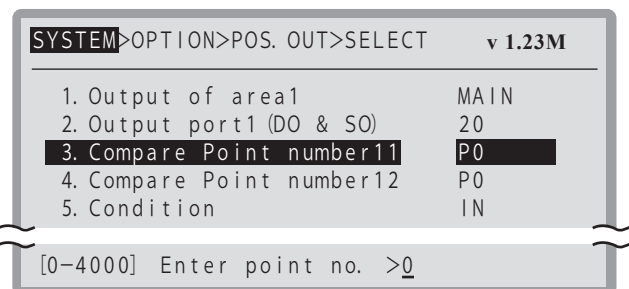 SYSTEM>OPTION>POS. OUT>SELECT v 1.23M
1. Output of area1 MAIN
2. Output port1 (DO & SO) 20
3. Compare Point number11 P0
4. Compare Point number12 P0
5. Condition IN
[0-4000] Enter point no. >0